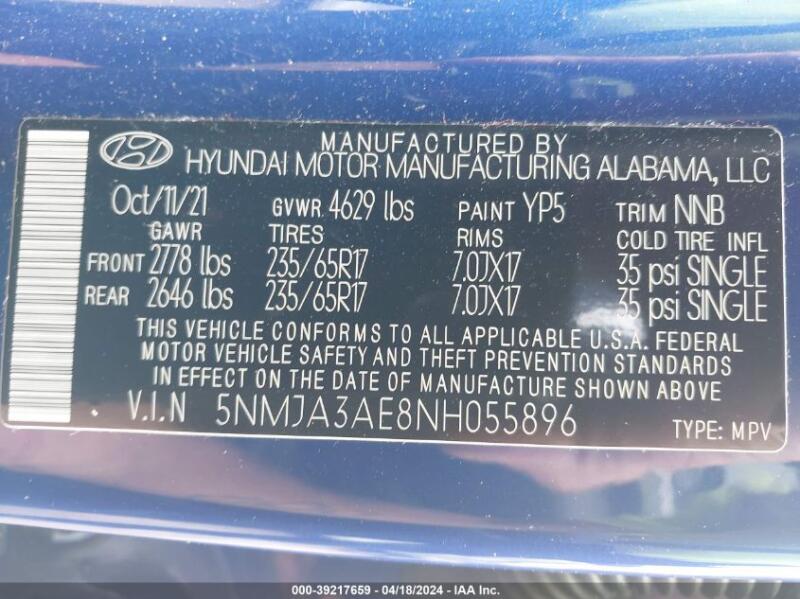 MANUFACTURED BY
HYUNDAI MOTOR MANUFACTURING ALABAMA, LLC
Oct/11/21 GVWR 4629 lbs PAINT YP5 TRIM NNB
GAWR TIRES RIMS COLD TIRE INFL
FRONT 2778 lbs 235/65R17 7.0JX17 35 psi SINGLE
REAR 2646 lbs 235/65R17 7.0JX17 35 psi SINGLE
THIS VEHICLE CONFORMS TO ALL APPLICABLE U.S.A. FEDERAL
MOTOR VEHICLE SAFETY AND THEFT PREVENTION STANDARDS
IN EFFECT ON THE DATE OF MANUFACTURE SHOWN ABOVE.
. V.I.N 5NMJA3AE8NH055896 TYPE: MPV
000-39217659 - 04/18/2024 - IAA Inc.